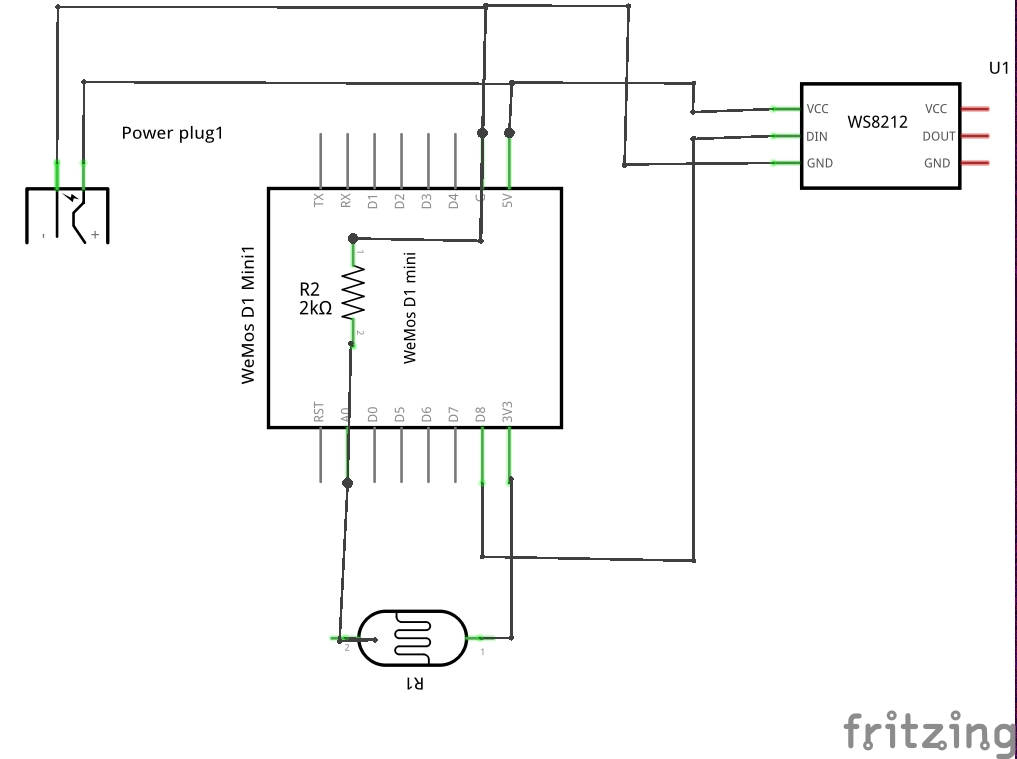 U1
VCC
VCC
WS8212
DIN
DOUT
GND
GND
Power plug1
TX
RX
D1
D2
D3
D4
G
5V
-
+
1
R2
2kΩ
2
WeMos D1 Mini1
WeMos D1 mini
RST
A0
D0
D5
D6
D7
D8
3V3
2
1
R1
fritzing